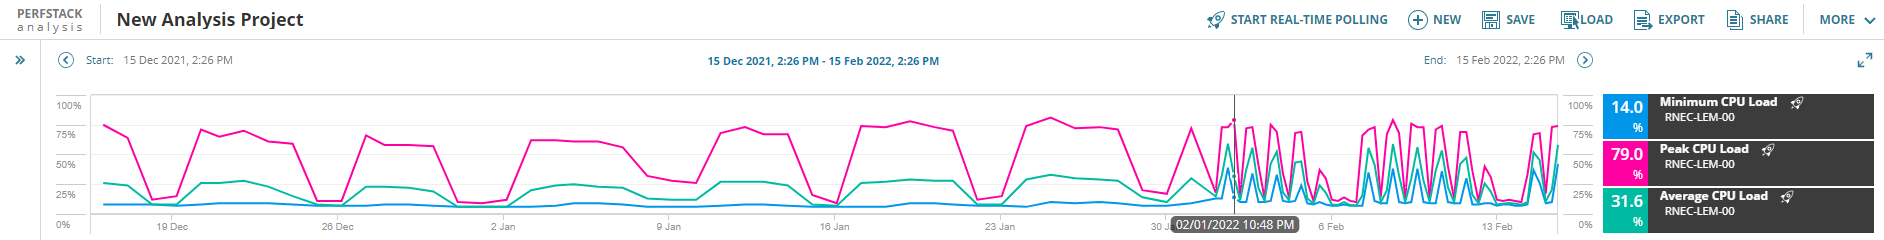 PERFSTACK
analysis
New Analysis Project
START REAL-TIME POLLING
NEW
SAVE
LOAD
EXPORT
SHARE
MORE
Start: 15 Dec 2021, 2:26 PM
15 Dec 2021, 2:26 PM - 15 Feb 2022, 2:26 PM
End: 15 Feb 2022, 2:26 PM
100%
75%
50%
25%
0%
100%
75%
50%
25%
0%
19 Dec
26 Dec
2 Jan
9 Jan
16 Jan
23 Jan
30 Ja
02/01/2022 10:48 PM
6 Feb
13 Feb
14.0 %
Minimum CPU Load
RNEC-LEM-00
79.0 %
Peak CPU Load
RNEC-LEM-00
31.6 %
Average CPU Load
RNEC-LEM-00